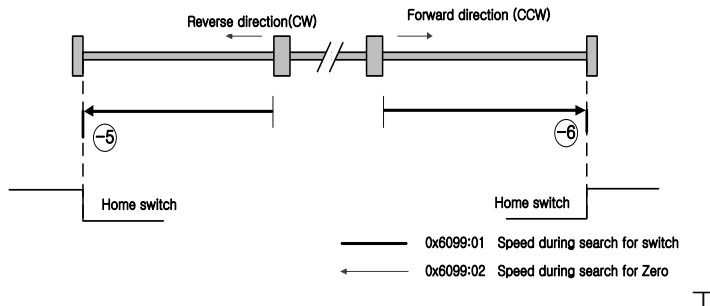 Reverse direction(CW)
Forward direction (CCW)
-5
-6
Home switch
Home switch
0x6099:01 Speed during search for switch
0x6099:02 Speed during search for Zero